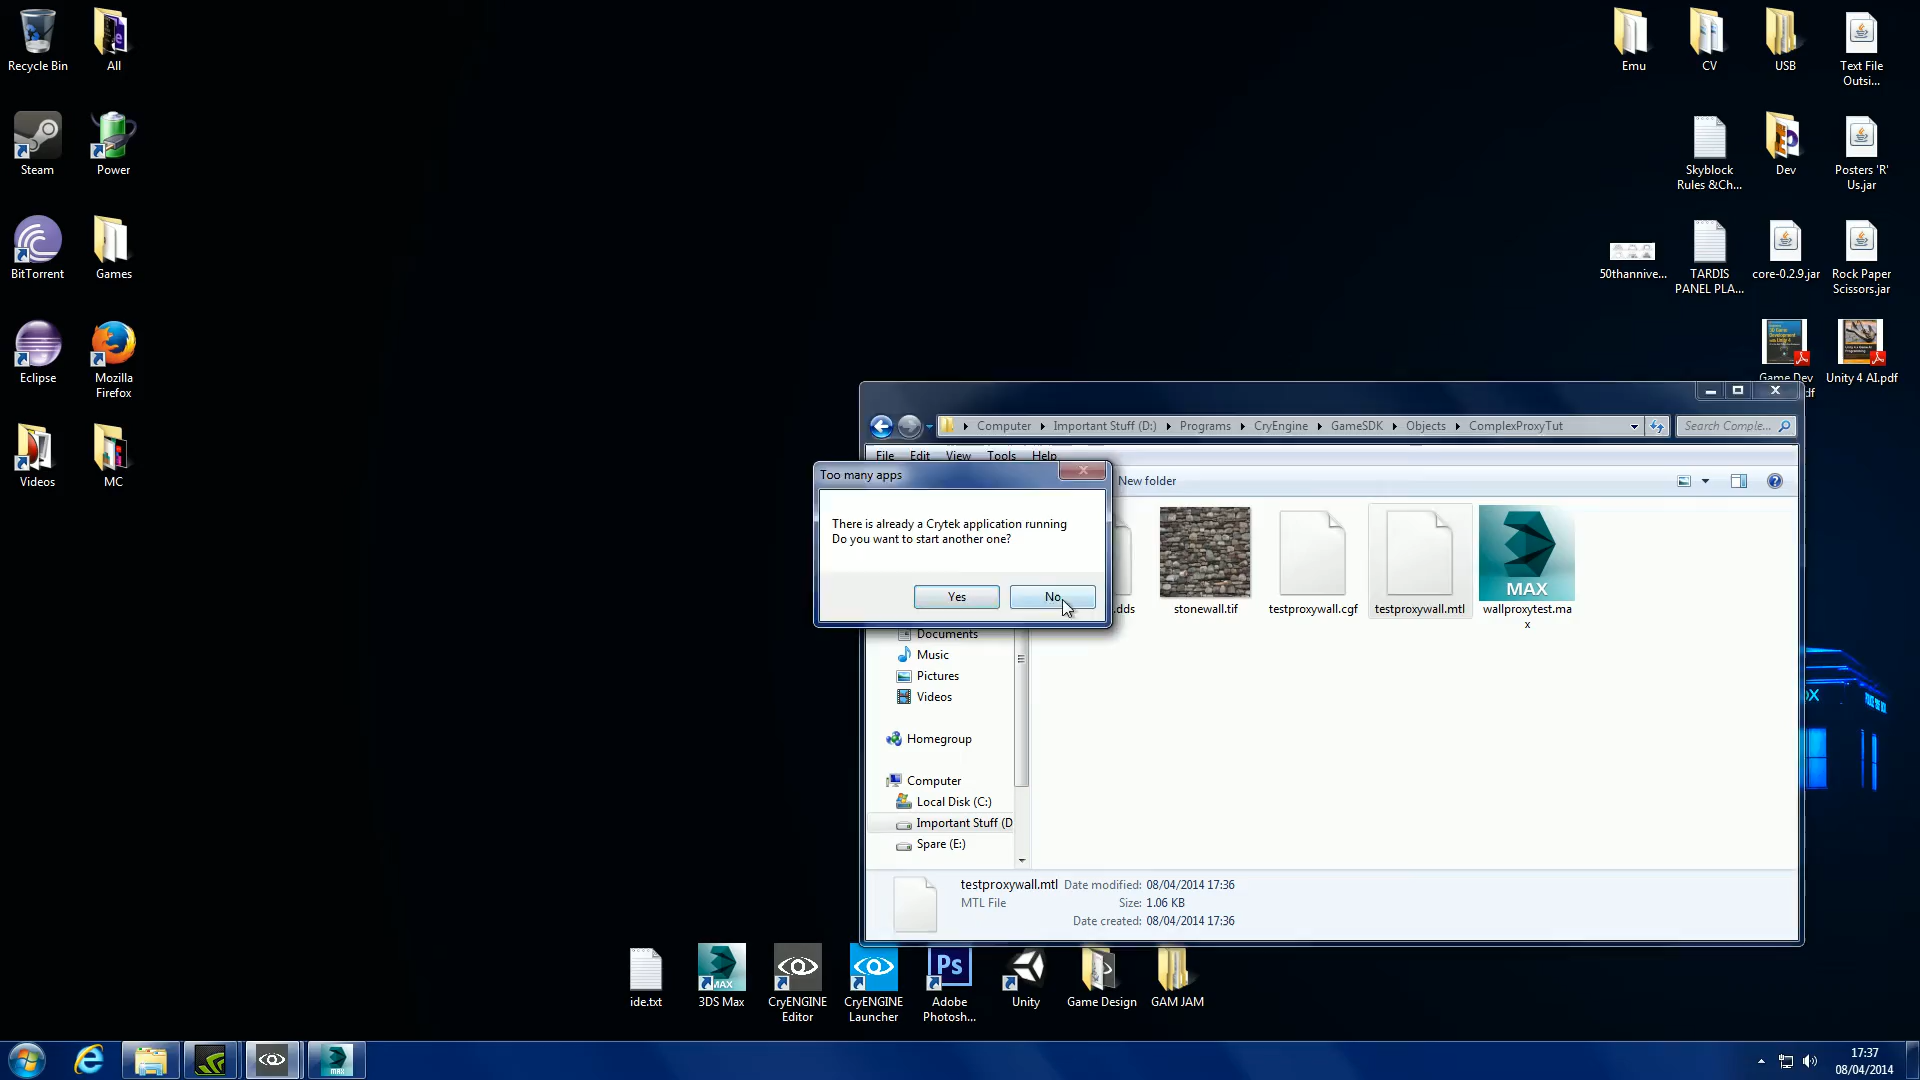 Recycle Bin
All
Emu
CV
USB
Text File
Outsi...
Steam
Power
Skyblock
Rules &Ch...
Dev
Posters 'R'
Us.jar
BitTorrent
Games
50thannive...
TARDIS
PANEL PLA...
core-0.2.9.jar
Rock Paper
Scissors.jar
Eclipse
Mozilla
Firefox
Game Dev
df
Unity 4 AI.pdf
Videos
MC
Computer
Important Stuff (D:)
Programs
CryEngine
GameSDK
Objects
ComplexProxyTut
Search Comple...
File Edit View Tools Help
New folder
Too many apps
There is already a Crytek application running
Do you want to start another one?
Yes
No
.dds
stonewall.tif
testproxywall.cgf
testproxywall.mtl
MAX
wallproxytest.ma
x
Documents
Music
Pictures
Videos
Homegroup
Computer
Local Disk (C:)
Important Stuff (D
Spare (E:)
testproxywall.mtl Date modified: 08/04/2014 17:36
MTL File Size: 1.06 KB
Date created: 08/04/2014 17:36
ide.txt
MAX
3DS Max
CryENGINE
Editor
CryENGINE
Launcher
Ps
Adobe
Photosh...
Unity
Game Design
GAM JAM
MAX
17:37
08/04/2014